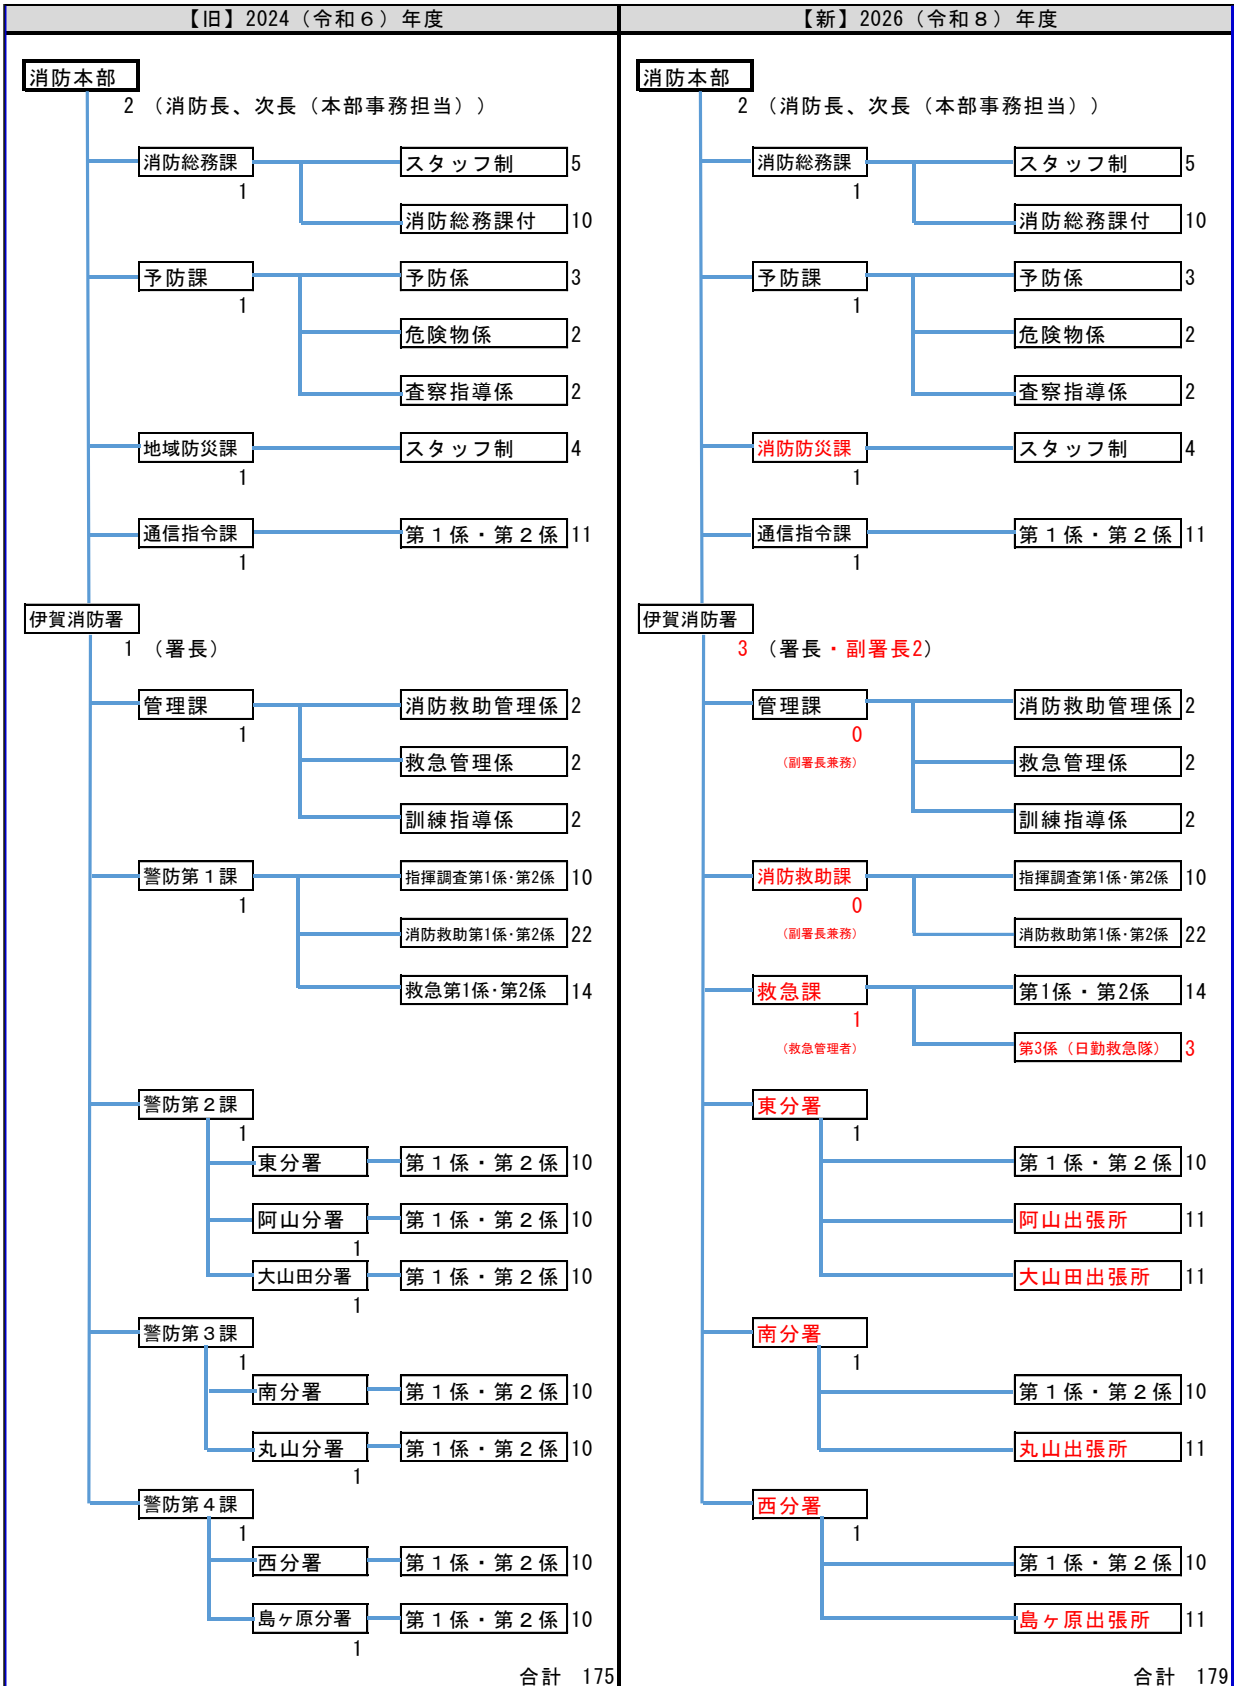 【旧】2024（令和６）年度
消防本部
2 （消防長、次長（本部事務担当））
消防総務課
1
スタッフ制 5
消防総務課付 10
予防課
1
予防係 3
危険物係 2
査察指導係 2
地域防災課
1
スタッフ制 4
通信指令課
1
第１係・第２係 11
伊賀消防署
1 （署長）
管理課
1
消防救助管理係 2
救急管理係 2
訓練指導係 2
警防第１課
1
指揮調査第1係・第2係 10
消防救助第1係・第2係 22
救急第1係・第2係 14
警防第２課
1
東分署 第１係・第２係 10
阿山分署 第１係・第２係 10
1
大山田分署 第１係・第２係 10
1
警防第３課
1
南分署 第１係・第２係 10
丸山分署 第１係・第２係 10
1
警防第４課
1
西分署 第１係・第２係 10
島ヶ原分署 第１係・第２係 10
1
合計 175
【新】2026（令和８）年度
消防本部
2 （消防長、次長（本部事務担当））
消防総務課
1
スタッフ制 5
消防総務課付 10
予防課
1
予防係 3
危険物係 2
査察指導係 2
消防防災課
1
スタッフ制 4
通信指令課
1
第１係・第２係 11
伊賀消防署
3 （署長・副署長2）
管理課
0
（副署長兼務）
消防救助管理係 2
救急管理係 2
訓練指導係 2
消防救助課
0
（副署長兼務）
指揮調査第1係・第2係 10
消防救助第1係・第2係 22
救急課
1
（救急管理者）
第1係・第2係 14
第3係（日勤救急隊） 3
東分署
1
第１係・第２係 10
阿山出張所 11
大山田出張所 11
南分署
1
第１係・第２係 10
丸山出張所 11
西分署
1
第１係・第２係 10
島ヶ原出張所 11
合計 179